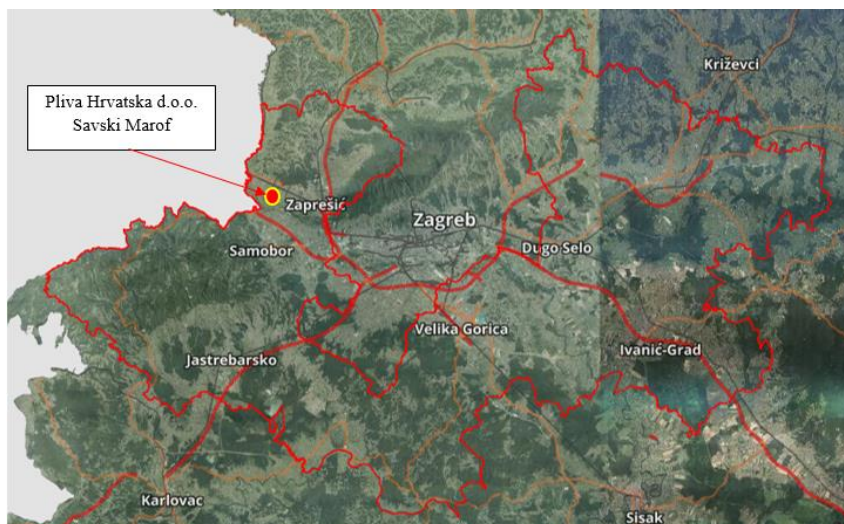 Pliva Hrvatska d.o.o.
Savski Marof
Križevci
Zaprešić
Zagreb
Samobor
Dugo Selo
Velika Gorica
Jastrebarsko
Ivanić-Grad
Karlovac
Sisak